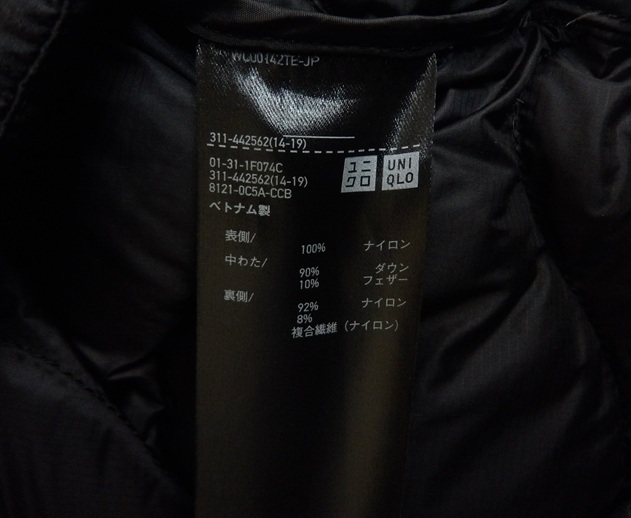 WC00142TE-JP
311-442562(14-19)
01-31-1F074C
311-442562(14-19)
8121-0C5A-CCB
ユニ
クロ
UNI
QLO
ベトナム製
表側/
100% ナイロン
中わた/
90% ダウン
10% フェザー
裏側/
92% ナイロン
8%
複合繊維(ナイロン)